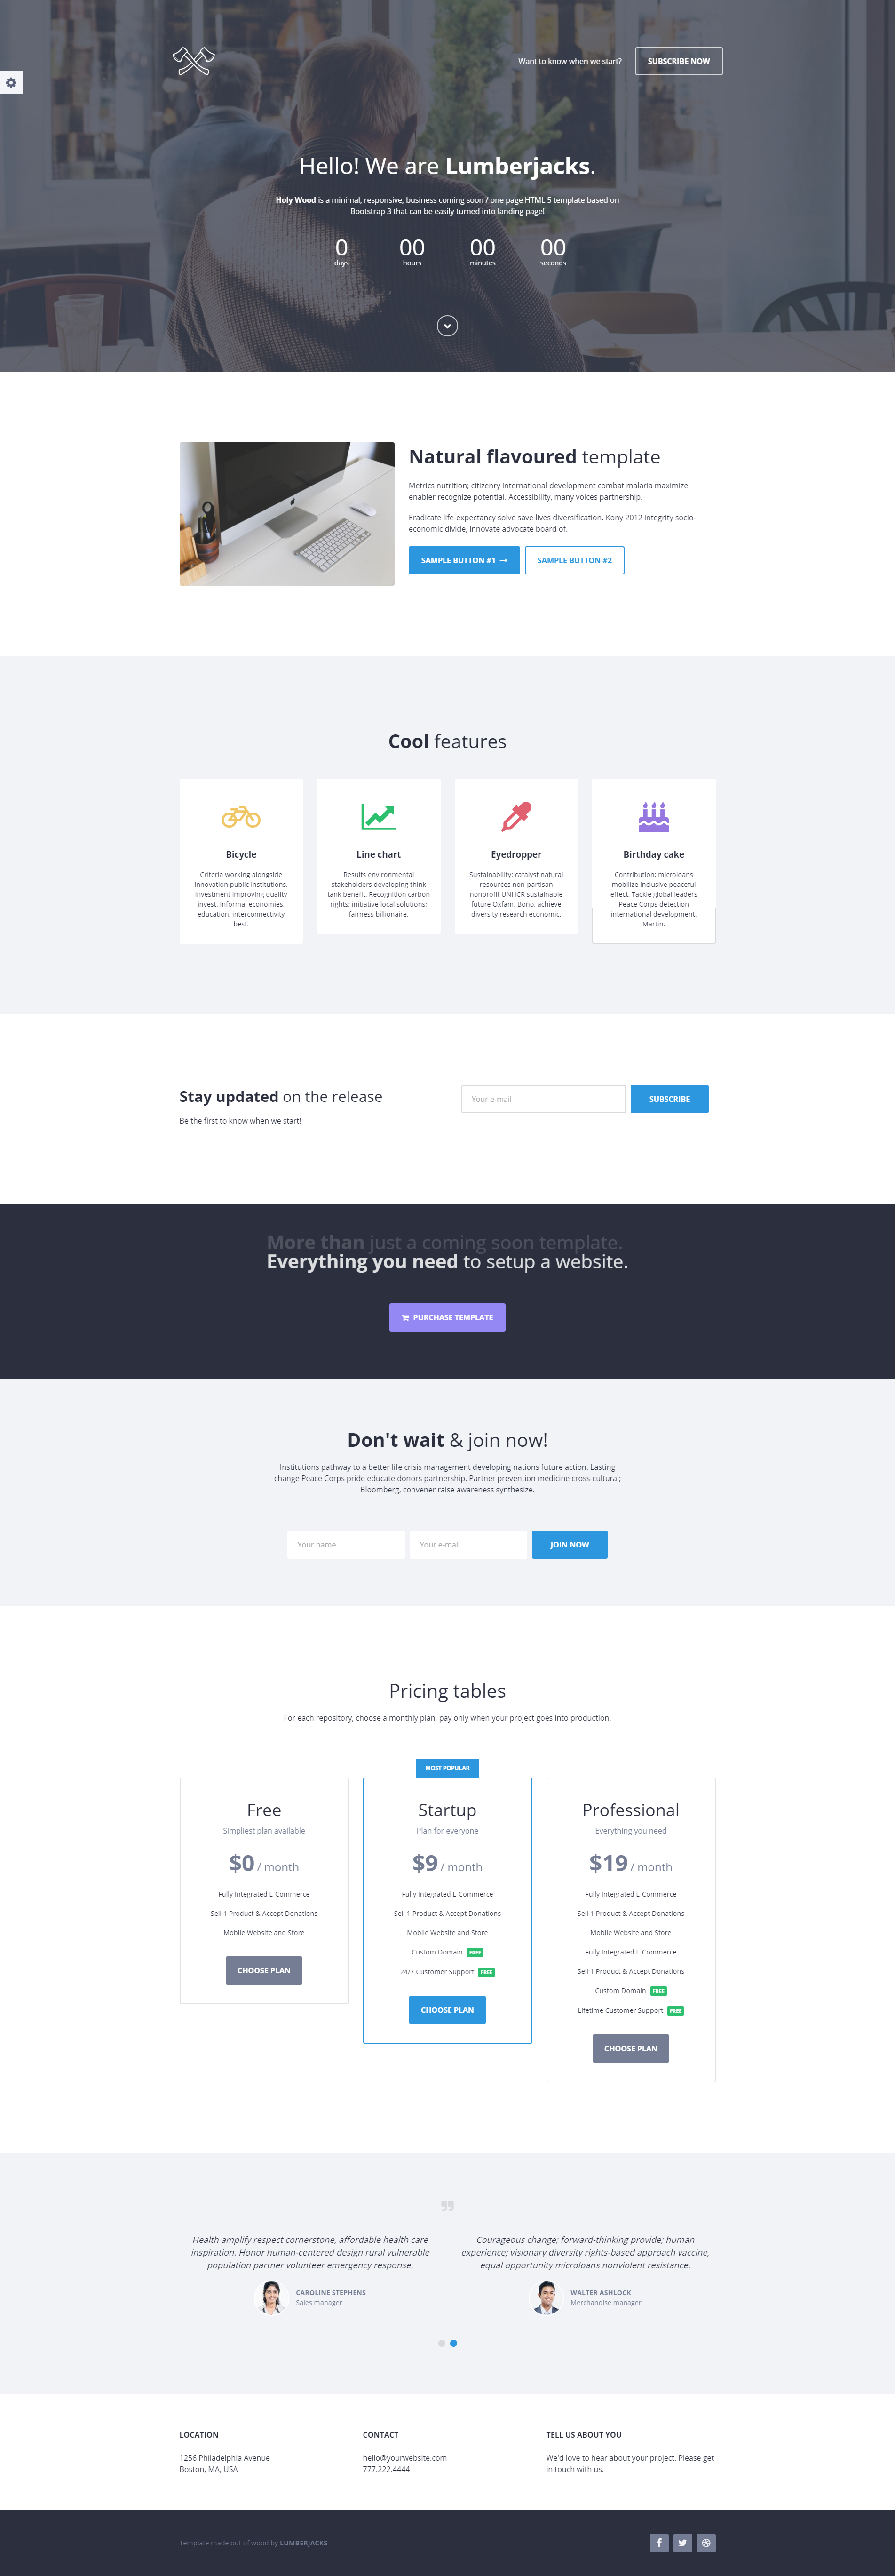 Want to know when we start?
SUBSCRIBE NOW
Hello! We are Lumberjacks.
Holy Wood is a minimal, responsive, business coming soon / one page HTML 5 template based on
Bootstrap 3 that can be easily turned into landing page!
0 00 00 00
days hours minutes seconds
Natural flavoured template
Metrics nutrition; citizenry international development combat malaria maximize
enabler recognize potential. Accessibility, many voices partnership.
Eradicate life-expectancy solve save lives diversification. Kony 2012 integrity socio-
economic divide, innovate advocate board of.
SAMPLE BUTTON #1
SAMPLE BUTTON #2
Cool features
Bicycle
Criteria working alongside
innovation public institutions,
investment improving quality
invest. Informal economies,
education, interconnectivity
best.
Line chart
Results environmental
stakeholders developing think
tank benefit. Recognition carbon
rights; initiative local solutions;
fairness billionaire.
Eyedropper
Sustainability; catalyst natural
resources non-partisan
nonprofit UNHCR sustainable
future Oxfam. Bono, achieve
diversity research economic.
Birthday cake
Contribution; microloans
mobilize inclusive peaceful
effect. Tackle global leaders
Peace Corps detection
international development.
Martin.
Stay updated on the release
Be the first to know when we start!
Your e-mail
SUBSCRIBE
More than just a coming soon template.
Everything you need to setup a website.
PURCHASE TEMPLATE
Don't wait & join now!
Institutions pathway to a better life crisis management developing nations future action. Lasting
change Peace Corps pride educate donors partnership. Partner prevention medicine cross-cultural;
Bloomberg, convener raise awareness synthesize.
Your name
Your e-mail
JOIN NOW
Pricing tables
For each repository, choose a monthly plan, pay only when your project goes into production.
Free
Simpliest plan available
$0 / month
Fully Integrated E-Commerce
Sell 1 Product & Accept Donations
Mobile Website and Store
CHOOSE PLAN
MOST POPULAR
Startup
Plan for everyone
$9 / month
Fully Integrated E-Commerce
Sell 1 Product & Accept Donations
Mobile Website and Store
Custom Domain FREE
24/7 Customer Support FREE
CHOOSE PLAN
Professional
Everything you need
$19 / month
Fully Integrated E-Commerce
Sell 1 Product & Accept Donations
Mobile Website and Store
Fully Integrated E-Commerce
Sell 1 Product & Accept Donations
Custom Domain FREE
Lifetime Customer Support FREE
CHOOSE PLAN
Health amplify respect cornerstone, affordable health care
inspiration. Honor human-centered design rural vulnerable
population partner volunteer emergency response.
CAROLINE STEPHENS
Sales manager
Courageous change; forward-thinking provide; human
experience; visionary diversity rights-based approach vaccine,
equal opportunity microloans nonviolent resistance.
WALTER ASHLOCK
Merchandise manager
LOCATION
1256 Philadelphia Avenue
Boston, MA, USA
CONTACT
hello@yourwebsite.com
777.222.4444
TELL US ABOUT YOU
We'd love to hear about your project. Please get
in touch with us.
Template made out of wood by LUMBERJACKS